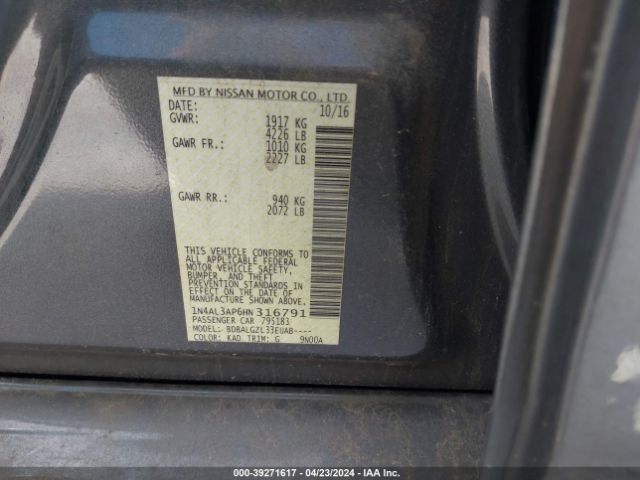 MFD BY NISSAN MOTOR CO., LTD.
DATE: 10/16
GVWR: 1917 KG
4226 LB
GAWR FR.: 1010 KG
2227 LB
GAWR RR.: 940 KG
2072 LB
THIS VEHICLE CONFORMS TO
ALL APPLICABLE FEDERAL
MOTOR VEHICLE SAFETY,
BUMPER, AND THEFT
PREVENTION STANDARDS IN
EFFECT ON THE DATE OF
MANUFACTURE SHOWN ABOVE.
1N4AL3AP6HN316791
PASSENGER CAR 795183
MODEL: BDBALGZL33EUAB----
COLOR: KAD TRIM: G 9N00A
000-39271617 - 04/23/2024 - IAA Inc.